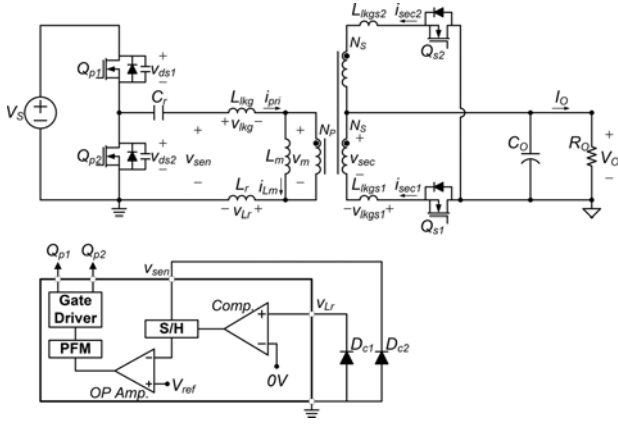 L_lkgs2 i_sec2
Q_s2
N_S
Q_p1 + v_ds1 −
C_r L_lkg i_pri
+ v_lkg −
V_S
N_P N_S
I_O
Q_p2 + v_ds2 −
+ v_sen −
L_m + v_m −
+ v_sec −
C_O R_O + V_O −
L_r i_Lm
− v_Lr +
L_lkgs1 i_sec1
− v_lkgs1 +
Q_s1
Q_p1 Q_p2
v_sen
Gate
Driver
Comp.
v_Lr
S/H
PFM
D_c1 D_c2
0V
V_ref
OP Amp.